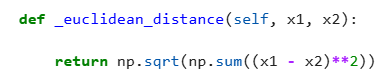 def _euclidean_distance(self, x1, x2):
    return np.sqrt(np.sum((x1 - x2)**2))